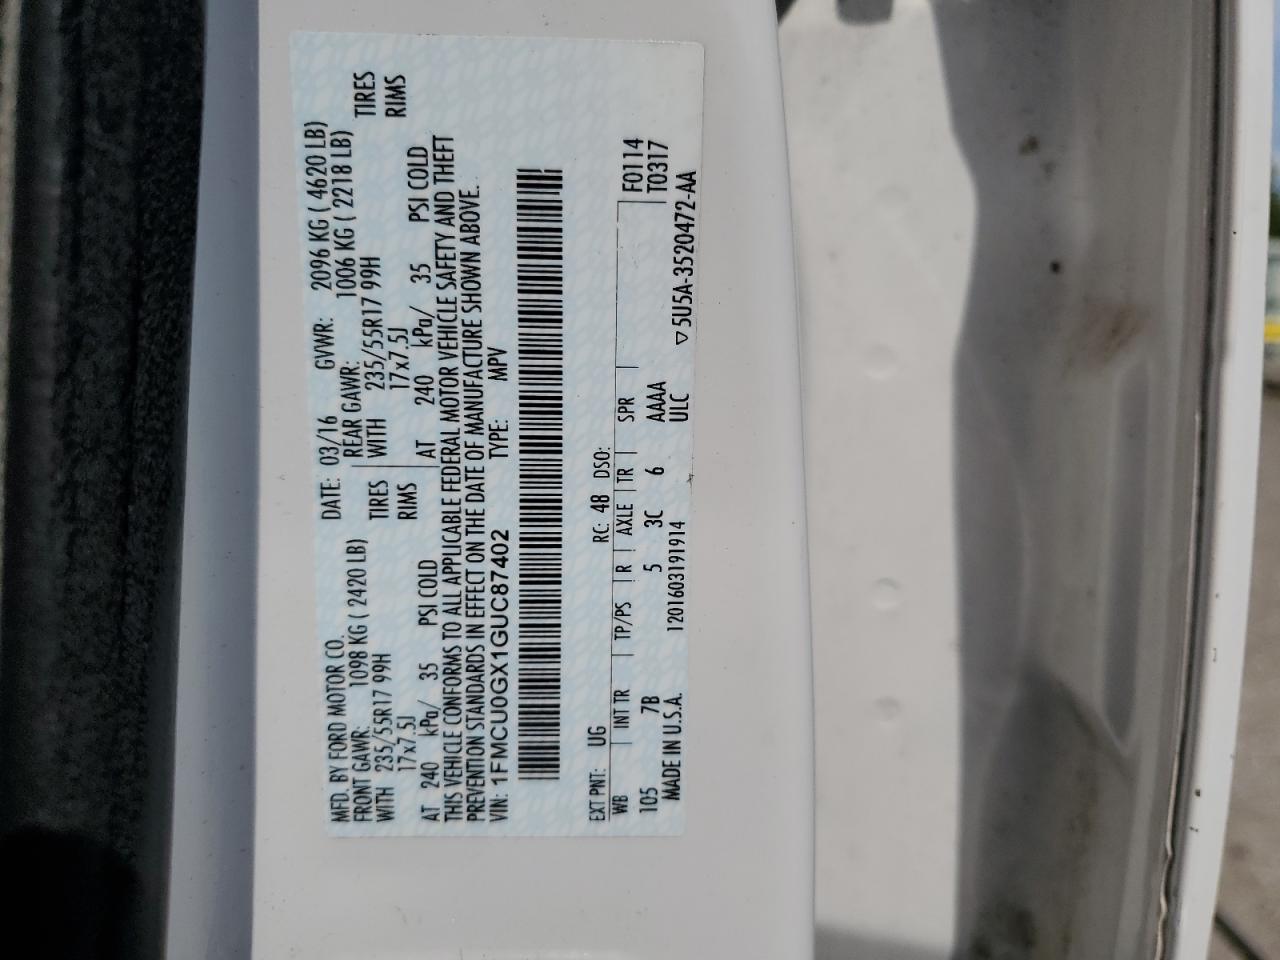 MFD. BY FORD MOTOR CO. DATE: 03/16 GVWR: 2096 KG ( 4620 LB)
FRONT GAWR: 1098 KG ( 2420 LB) REAR GAWR: 1006 KG ( 2218 LB)
WITH 235/55R17 99H TIRES WITH 235/55R17 99H TIRES
17x7.5J RIMS 17x7.5J RIMS
AT 240 kPa/ 35 PSI COLD AT 240 kPa/ 35 PSI COLD
THIS VEHICLE CONFORMS TO ALL APPLICABLE FEDERAL MOTOR VEHICLE SAFETY AND THEFT
PREVENTION STANDARDS IN EFFECT ON THE DATE OF MANUFACTURE SHOWN ABOVE.
VIN: 1FMCU0GX1GUC87402 TYPE: MPV
EXT PNT: UG RC: 48 DSO:
WB INT TR TP/PS R AXLE TR SPR F0114
105 7B 5 3C 6 AAAA T0317
MADE IN U.S.A. 1201603191914 ULC ▽5U5A-3520472-AA